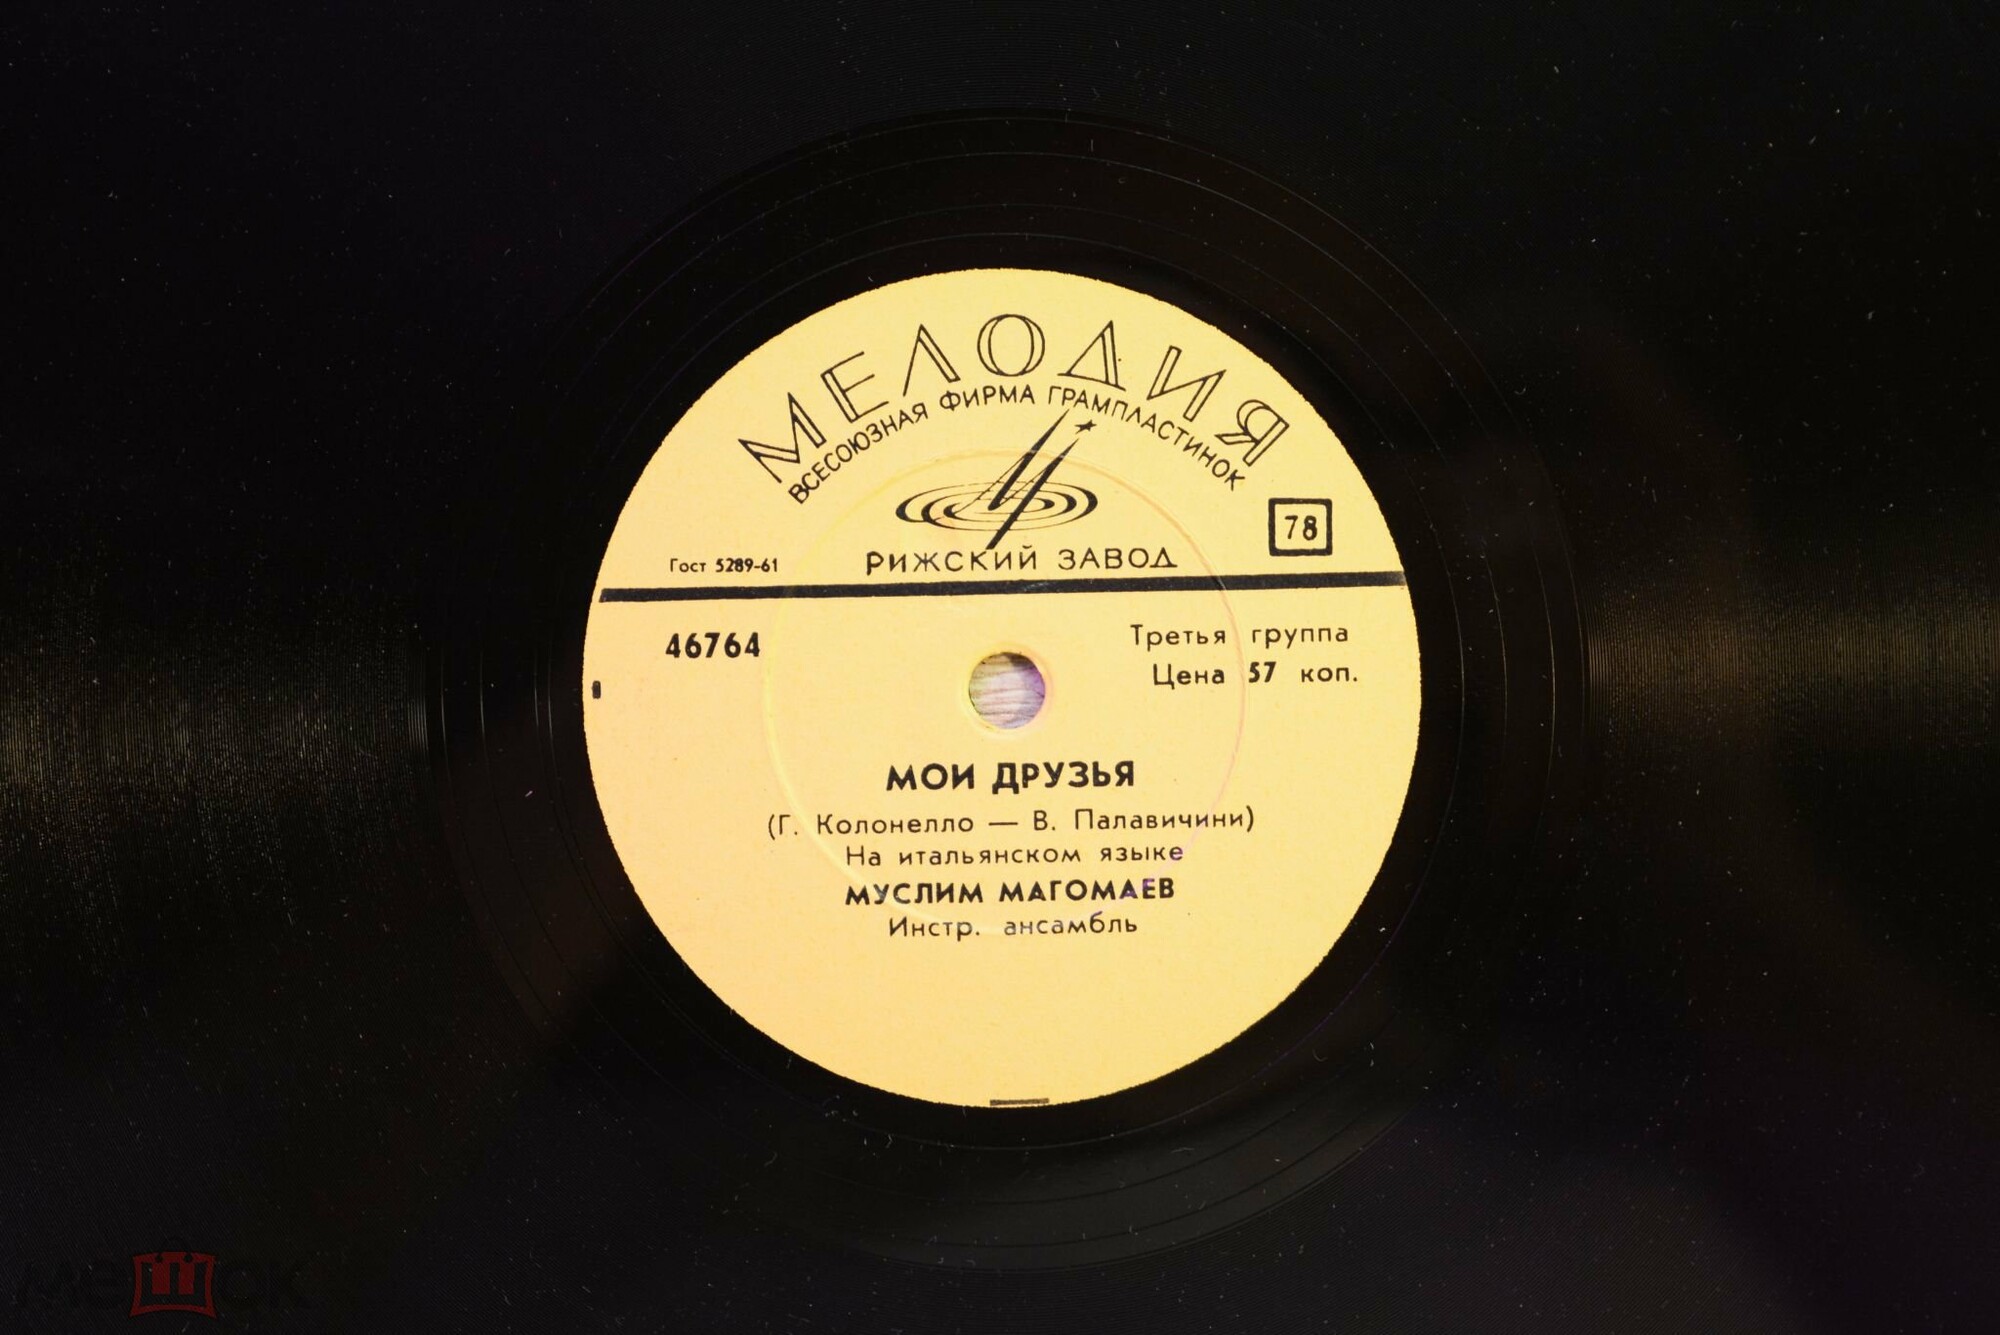 МЕЛОДИЯ
ВСЕСОЮЗНАЯ ФИРМА ГРАМПЛАСТИНОК
78
Гост 5289-61
РИЖСКИЙ ЗАВОД
46764
Третья группа
Цена 57 коп.
МОИ ДРУЗЬЯ
(Г. Колонелло — В. Палавичини)
На итальянском языке
МУСЛИМ МАГОМАЕВ
Инстр. ансамбль
мешок